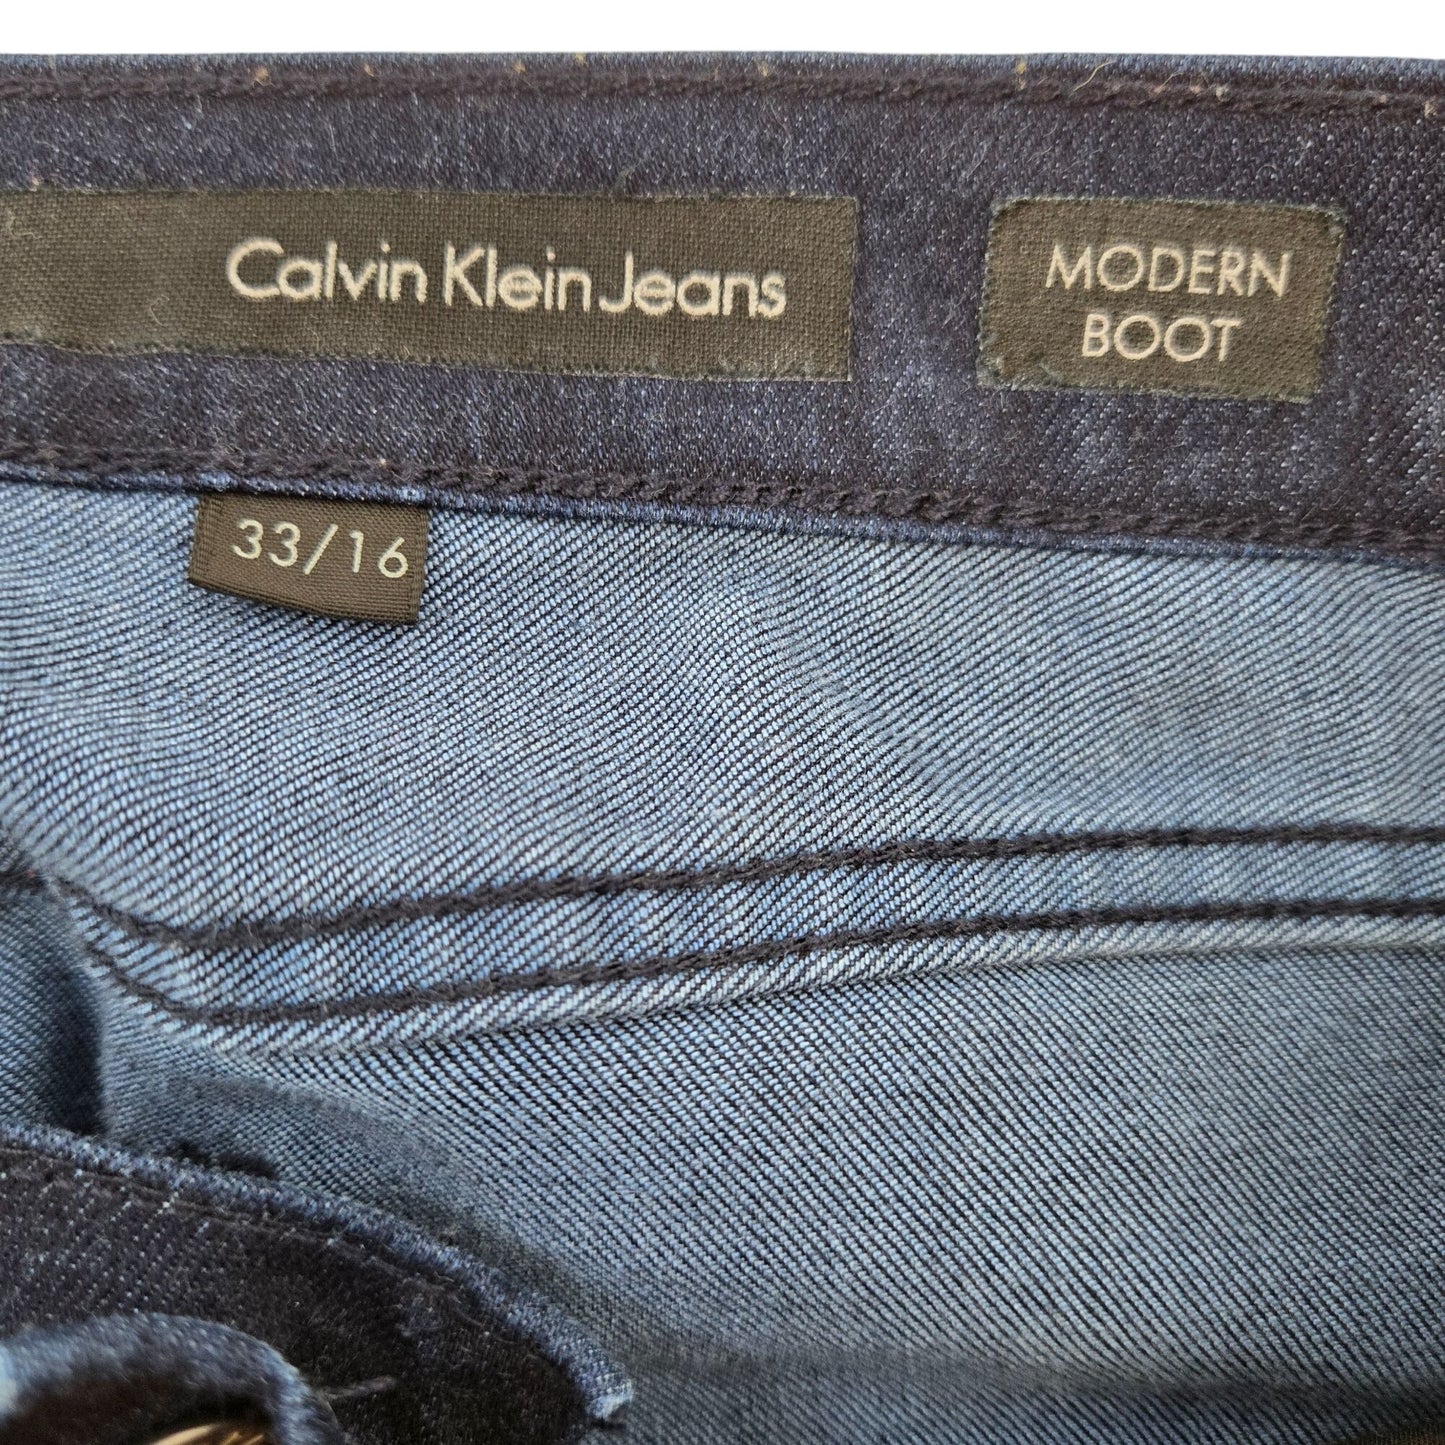 Calvin Klein Jeans
MODERN
BOOT
33/16